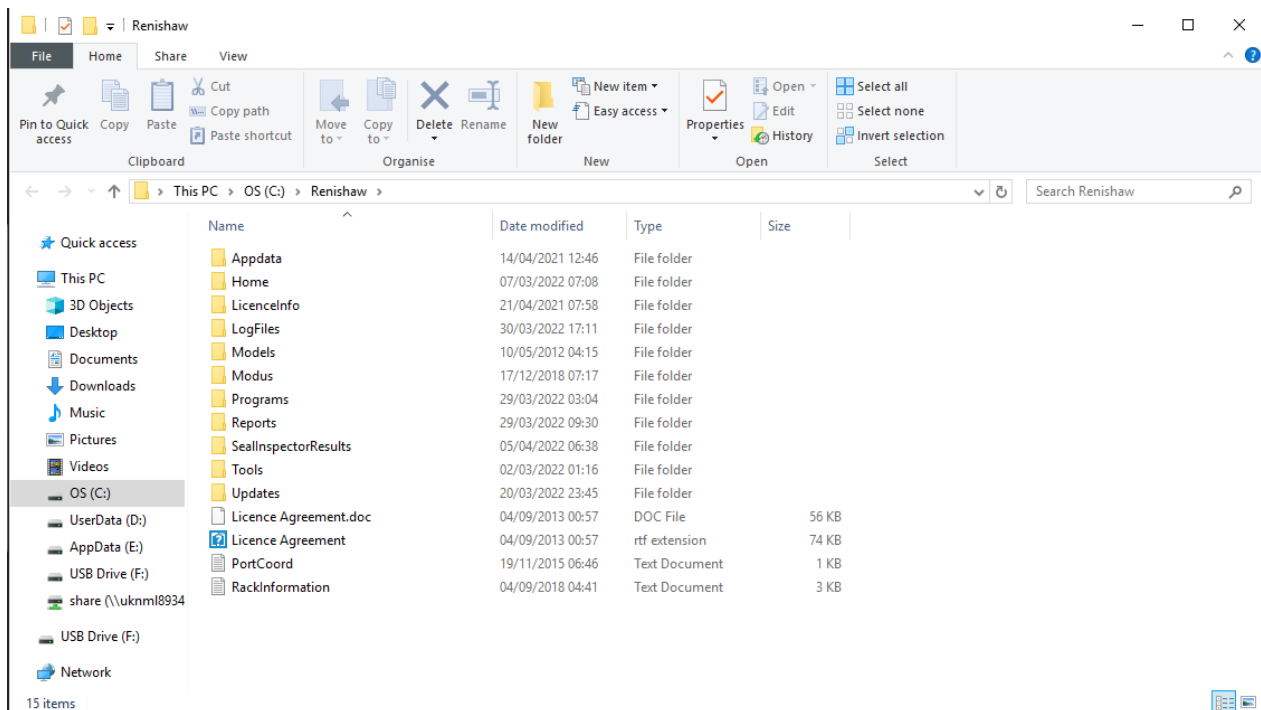 Renishaw
File Home Share View
Pin to Quick access
Copy
Paste
Cut
Copy path
Paste shortcut
Clipboard
Move to
Copy to
Delete
Rename
Organise
New folder
New item
Easy access
New
Properties
Open
Edit
History
Open
Select all
Select none
Invert selection
Select
This PC > OS (C:) > Renishaw >
Search Renishaw
Quick access
This PC
3D Objects
Desktop
Documents
Downloads
Music
Pictures
Videos
OS (C:)
UserData (D:)
AppData (E:)
USB Drive (F:)
share (\\uknml8934
USB Drive (F:)
Network
Name Date modified Type Size
Appdata 14/04/2021 12:46 File folder
Home 07/03/2022 07:08 File folder
LicenceInfo 21/04/2021 07:58 File folder
LogFiles 30/03/2022 17:11 File folder
Models 10/05/2012 04:15 File folder
Modus 17/12/2018 07:17 File folder
Programs 29/03/2022 03:04 File folder
Reports 29/03/2022 09:30 File folder
SealInspectorResults 05/04/2022 06:38 File folder
Tools 02/03/2022 01:16 File folder
Updates 20/03/2022 23:45 File folder
Licence Agreement.doc 04/09/2013 00:57 DOC File 56 KB
Licence Agreement 04/09/2013 00:57 rtf extension 74 KB
PortCoord 19/11/2015 06:46 Text Document 1 KB
RackInformation 04/09/2018 04:41 Text Document 3 KB
15 items